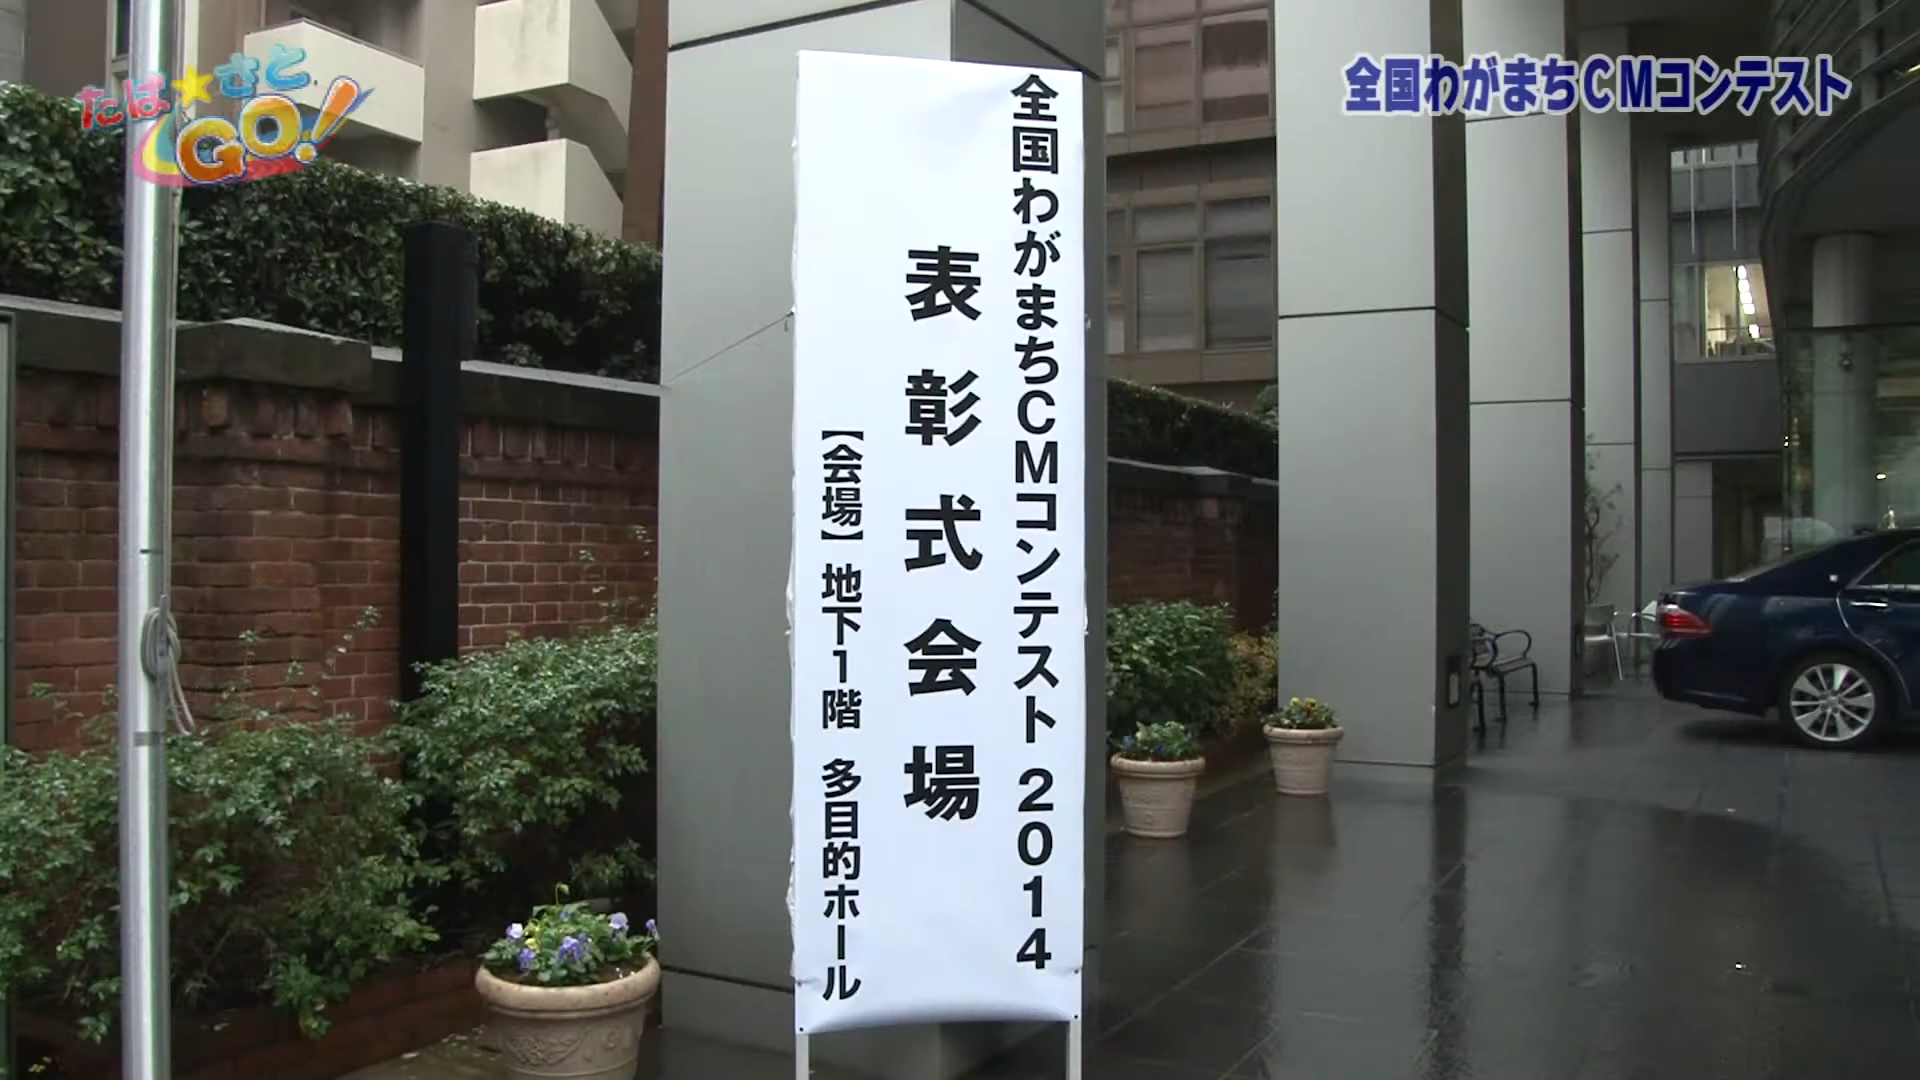 たは★さと
GO!
全国わがまちCMコンテスト
全国わがまちCMコンテスト 2014
表彰式会場
【会場】地下1階 多目的ホール